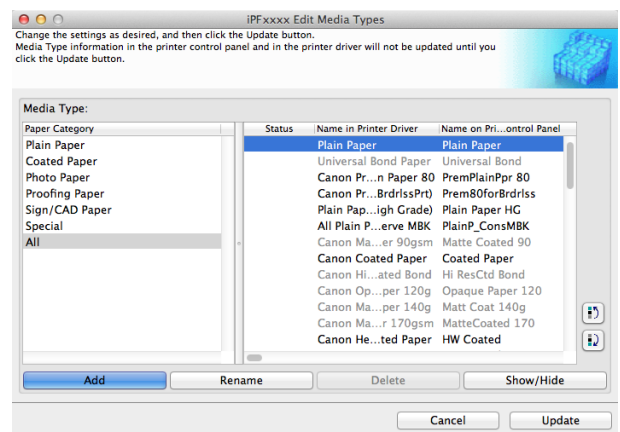 iPFxxxx Edit Media Types
Change the settings as desired, and then click the Update button.
Media Type information in the printer control panel and in the printer driver will not be updated until you
click the Update button.
Media Type:
Paper Category
Plain Paper
Coated Paper
Photo Paper
Proofing Paper
Sign/CAD Paper
Special
All
Status Name in Printer Driver Name on Pri...ontrol Panel
Plain Paper Plain Paper
Universal Bond Paper Universal Bond
Canon Pr...n Paper 80 PremPlainPpr 80
Canon Pr...BrdrlssPrt) Prem80forBrdrlss
Plain Pap...igh Grade) Plain Paper HG
All Plain P...erve MBK PlainP_ConsMBK
Canon Ma...er 90gsm Matte Coated 90
Canon Coated Paper Coated Paper
Canon Hi...ated Bond Hi ResCtd Bond
Canon Op...per 120g Opaque Paper 120
Canon Ma...per 140g Matt Coat 140g
Canon Ma...r 170gsm MatteCoated 170
Canon He...ted Paper HW Coated
Add Rename Delete Show/Hide
Cancel Update